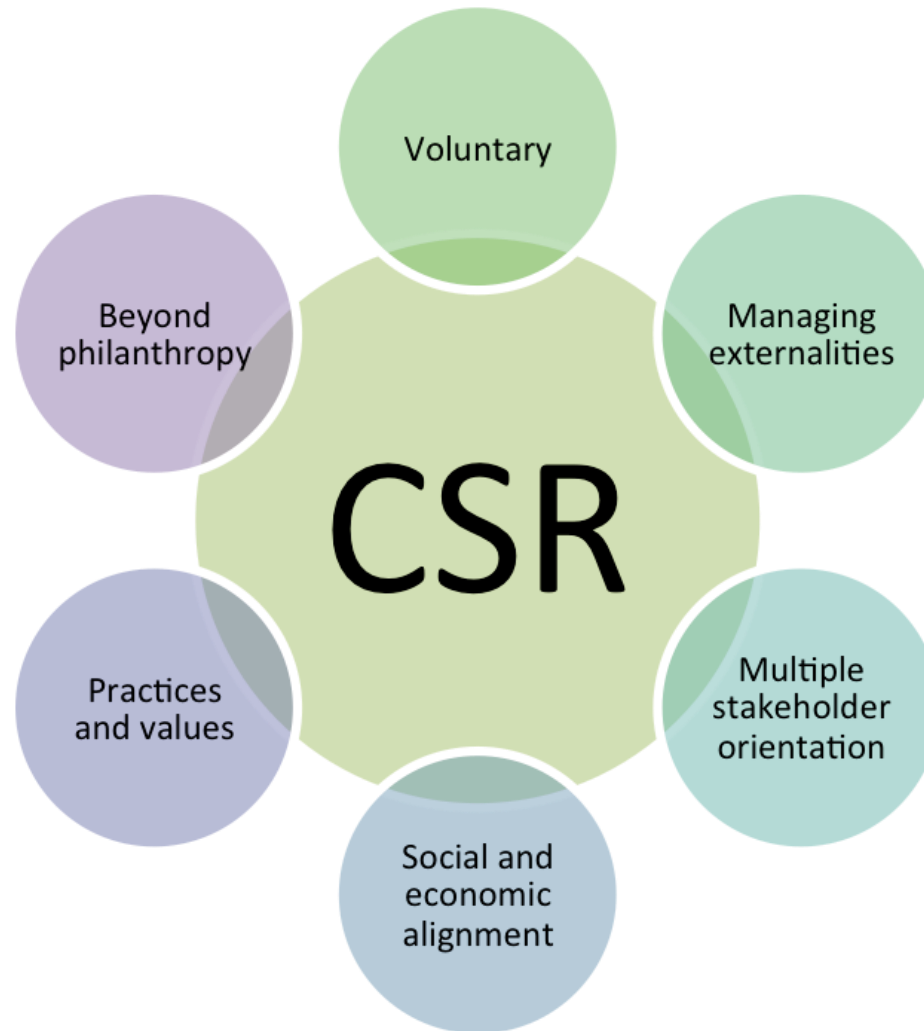 Voluntary
Managing
externalities
Multiple
stakeholder
orientation
Social and
economic
alignment
Practices
and values
Beyond
philanthropy
CSR